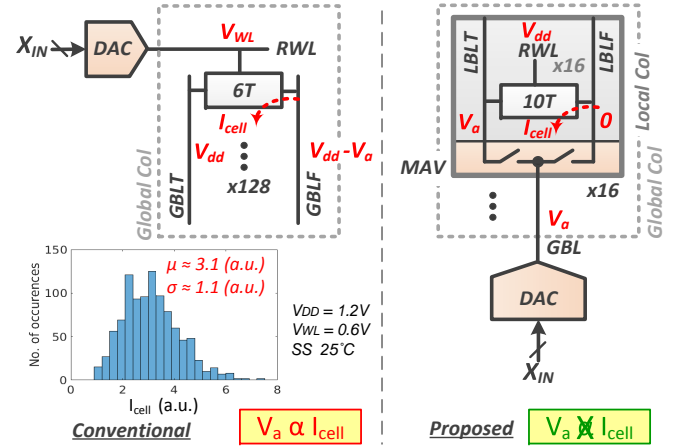 X_IN
DAC
V_WL
RWL
6T
I_cell
V_dd
V_dd - V_a
x128
GBLT
GBLF
Global Col
150
100
50
0
No. of occurences
μ ≈ 3.1 (a.u.)
σ ≈ 1.1 (a.u.)
0
2
4
6
8
I_cell (a.u.)
VDD = 1.2V
VWL = 0.6V
SS 25°C
Conventional
V_a α I_cell
LBLT
V_dd
RWL
x16
LBLF
10T
V_a
I_cell
0
Local Col
MAV
x16
Global Col
V_a
GBL
DAC
X_IN
Proposed
V_a α I_cell